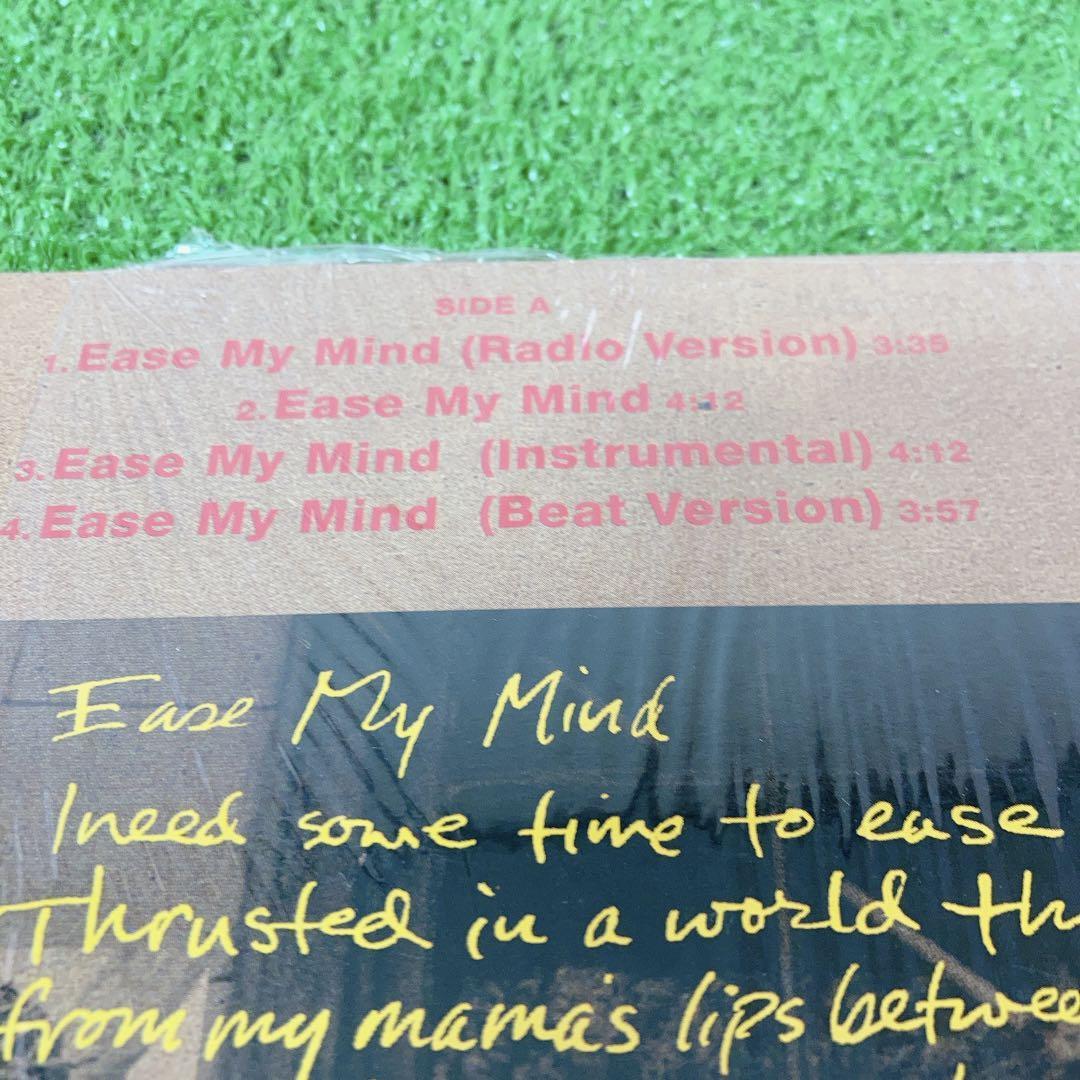 SIDE A
1. Ease My Mind (Radio Version) 3:35
2. Ease My Mind 4:12
3. Ease My Mind (Instrumental) 4:12
4. Ease My Mind (Beat Version) 3:57
Ease My Mind
I need some time to ease
Thrusted in a world
from my mama's lips